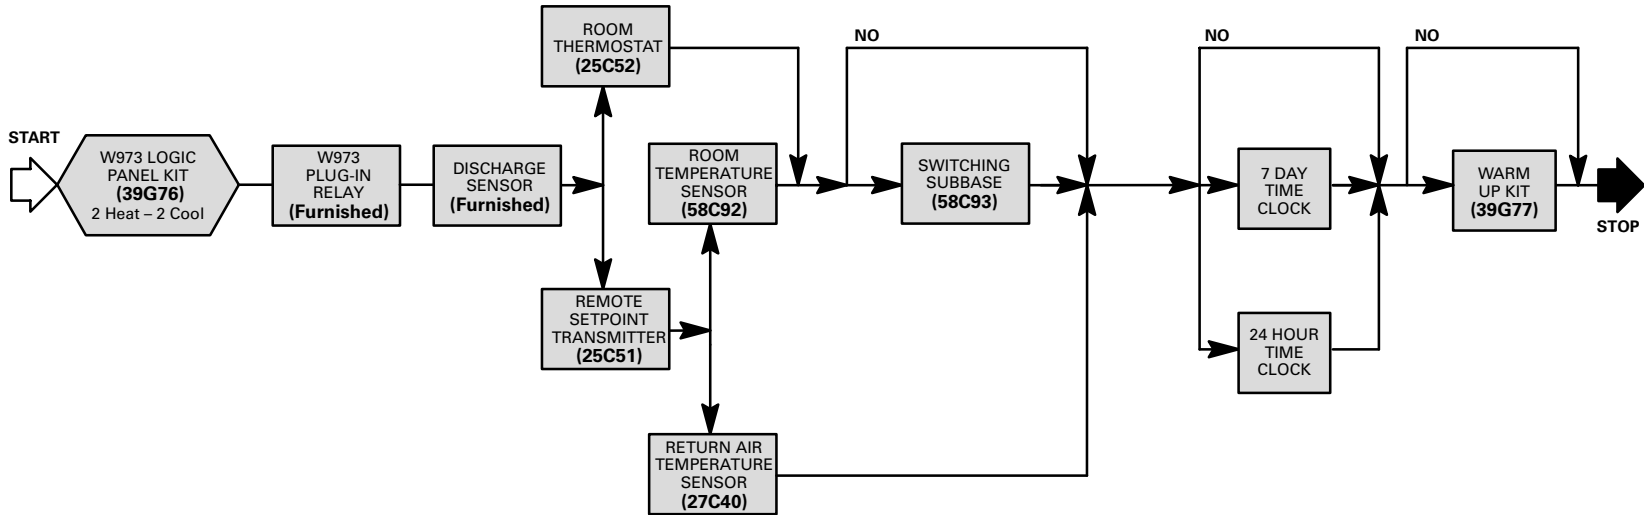 START
W973 LOGIC
PANEL KIT
(39G76)
2 Heat – 2 Cool
W973
PLUG-IN
RELAY
(Furnished)
DISCHARGE
SENSOR
(Furnished)
ROOM
THERMOSTAT
(25C52)
REMOTE
SETPOINT
TRANSMITTER
(25C51)
ROOM
TEMPERATURE
SENSOR
(58C92)
RETURN AIR
TEMPERATURE
SENSOR
(27C40)
NO
SWITCHING
SUBBASE
(58C93)
NO
7 DAY
TIME
CLOCK
24 HOUR
TIME
CLOCK
NO
WARM
UP KIT
(39G77)
STOP